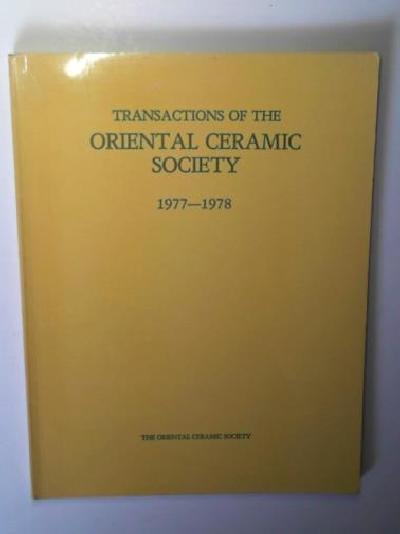 TRANSACTIONS OF THE
ORIENTAL CERAMIC
SOCIETY
1977—1978
THE ORIENTAL CERAMIC SOCIETY